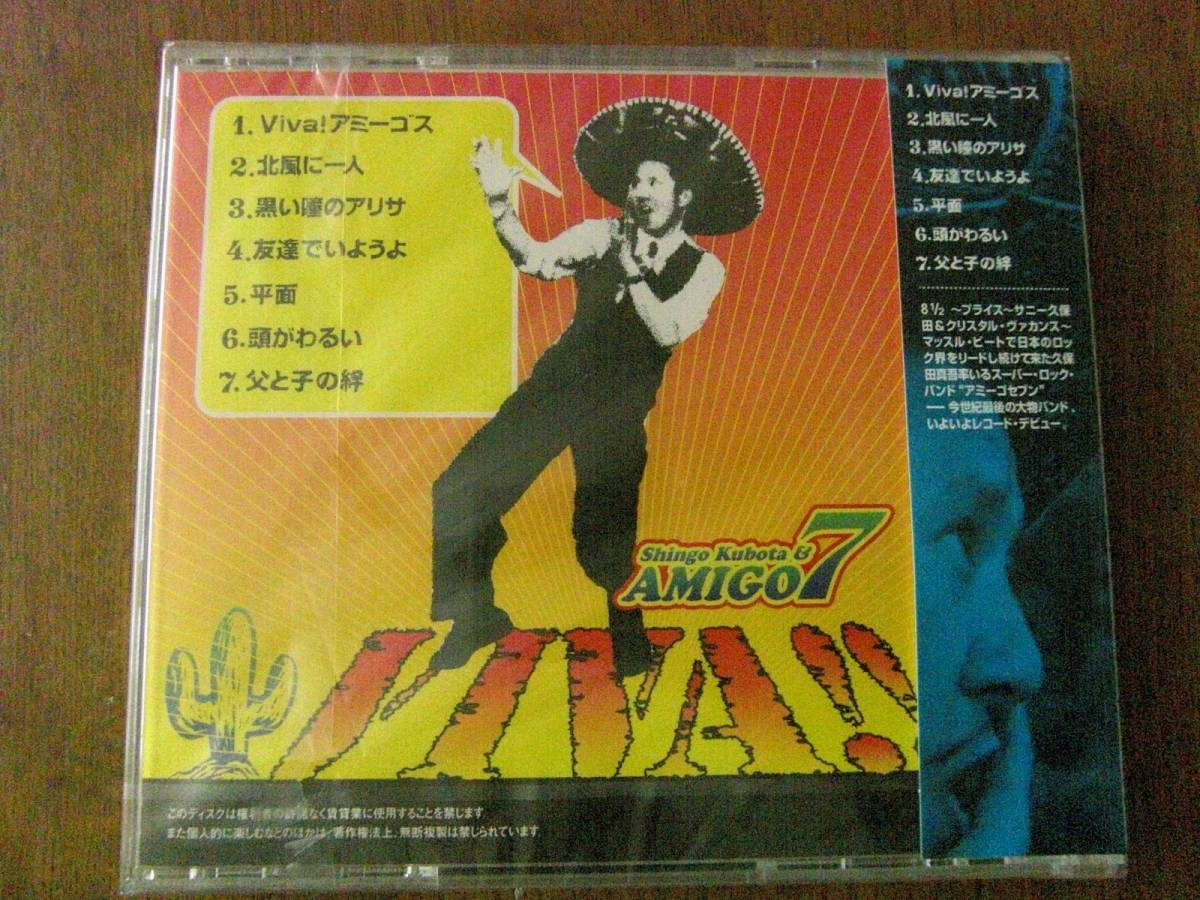 1. Viva!アミーゴス
2. 北風に一人
3. 黒い瞳のアリサ
4. 友達でいようよ
5. 平面
6. 頭がわるい
7. 父と子の絆
Shingo Kubota &
AMIGO7
VIVA!!
このディスクは権利者の許諾なく賃貸業に使用することを禁じます
また個人的に楽しむなどのほかは、著作権法上、無断複製は禁じられています
1. Viva!アミーゴス
2. 北風に一人
3. 黒い瞳のアリサ
4. 友達でいようよ
5. 平面
6. 頭がわるい
7. 父と子の絆
8 1/2 〜プライス〜サニー久保
田&クリスタル・ヴァカンス〜
マッスル・ビートで日本のロッ
ク界をリードし続けて来た久保
田真吾率いるスーパー・ロック・
バンド“アミーゴセブン”
── 今世紀最後の大物バンド、
いよいよレコード・デビュー。